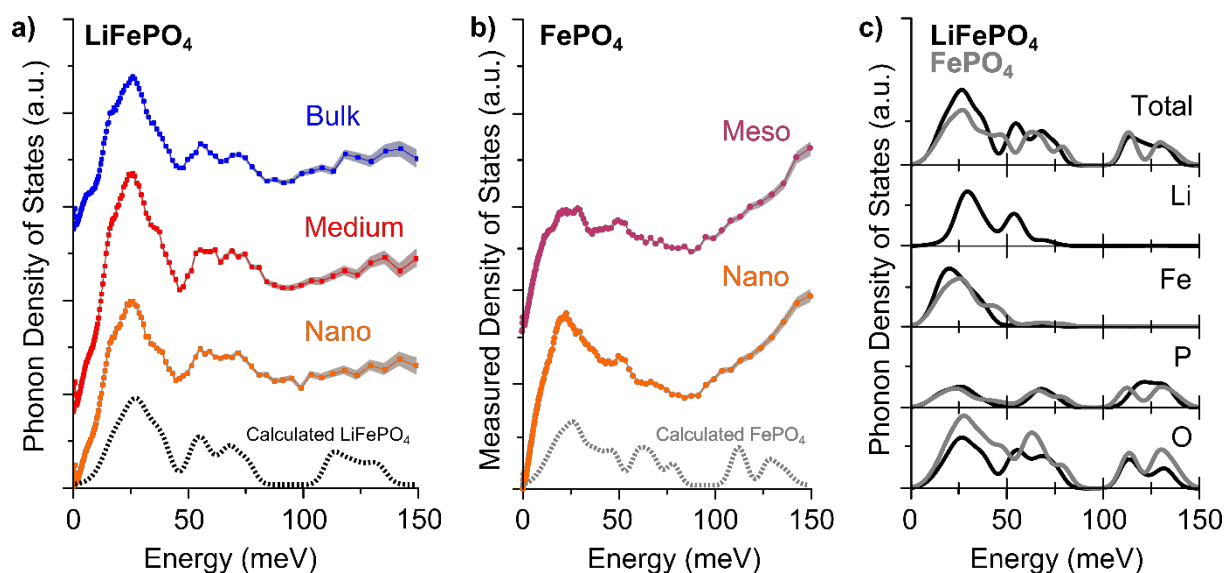 a)
LiFePO4
Phonon Density of States (a.u.)
Bulk
Medium
Nano
Calculated LiFePO4
0
50
100
150
Energy (meV)
b)
FePO4
Measured Density of States (a.u.)
Meso
Nano
Calculated FePO4
0
50
100
150
Energy (meV)
c)
LiFePO4
FePO4
Phonon Density of States (a.u.)
Total
Li
Fe
P
O
0
50
100
150
Energy (meV)